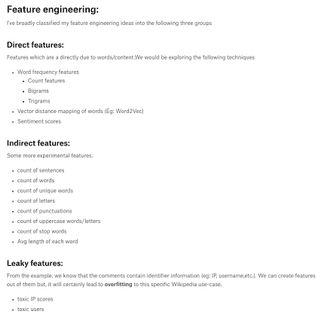 Feature engineering:
I've broadly classified my feature engineering ideas into the following three groups
Direct features:
Features which are a directly due to words/content.We would be exploring the following techniques
Word frequency features
Count features
Bigrams
Trigrams
Vector distance mapping of words (Eg: Word2Vec)
Sentiment scores
Indirect features:
Some more experimental features.
count of sentences
count of words
count of unique words
count of letters
count of punctuations
count of uppercase words/letters
count of stop words
Avg length of each word
Leaky features:
From the example, we know that the comments contain identifier information (eg: IP, username,etc.). We can create features
out of them but, it will certainly lead to overfitting to this specific Wikipedia use-case.
toxic IP scores
toxic users